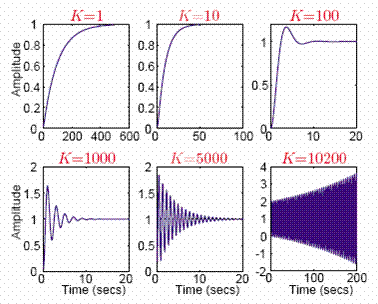 K=1 K=10 K=100
Amplitude
1 1
0.8 0.8 1
0.6 0.6
0.4 0.4 0.5
0.2 0.2
0 0 0
0 200 400 600 0 50 100 0 10 20
K=1000 K=5000 K=10200
Amplitude
2 2 4
3
1.5 1.5 2
1 1 1
0
0.5 0.5 -1
0 0 -2
0 10 20 0 10 20 0 100 200
Time (secs) Time (secs) Time (secs)